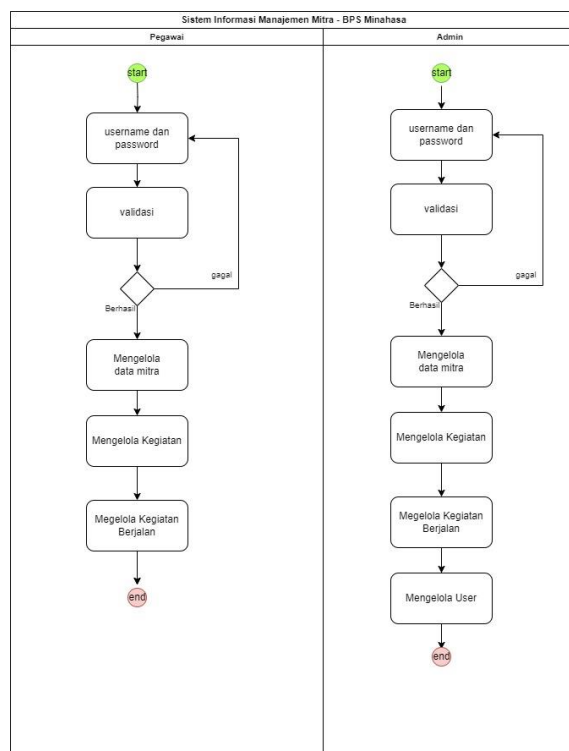 Sistem Informasi Manajemen Mitra - BPS Minahasa
Pegawai
start
username dan
password
validasi
gagal
Berhasil
Mengelola
data mitra
Mengelola Kegiatan
Megelola Kegiatan
Berjalan
end
Admin
start
username dan
password
validasi
gagal
Berhasil
Mengelola
data mitra
Mengelola Kegiatan
Megelola Kegiatan
Berjalan
Mengelola User
end